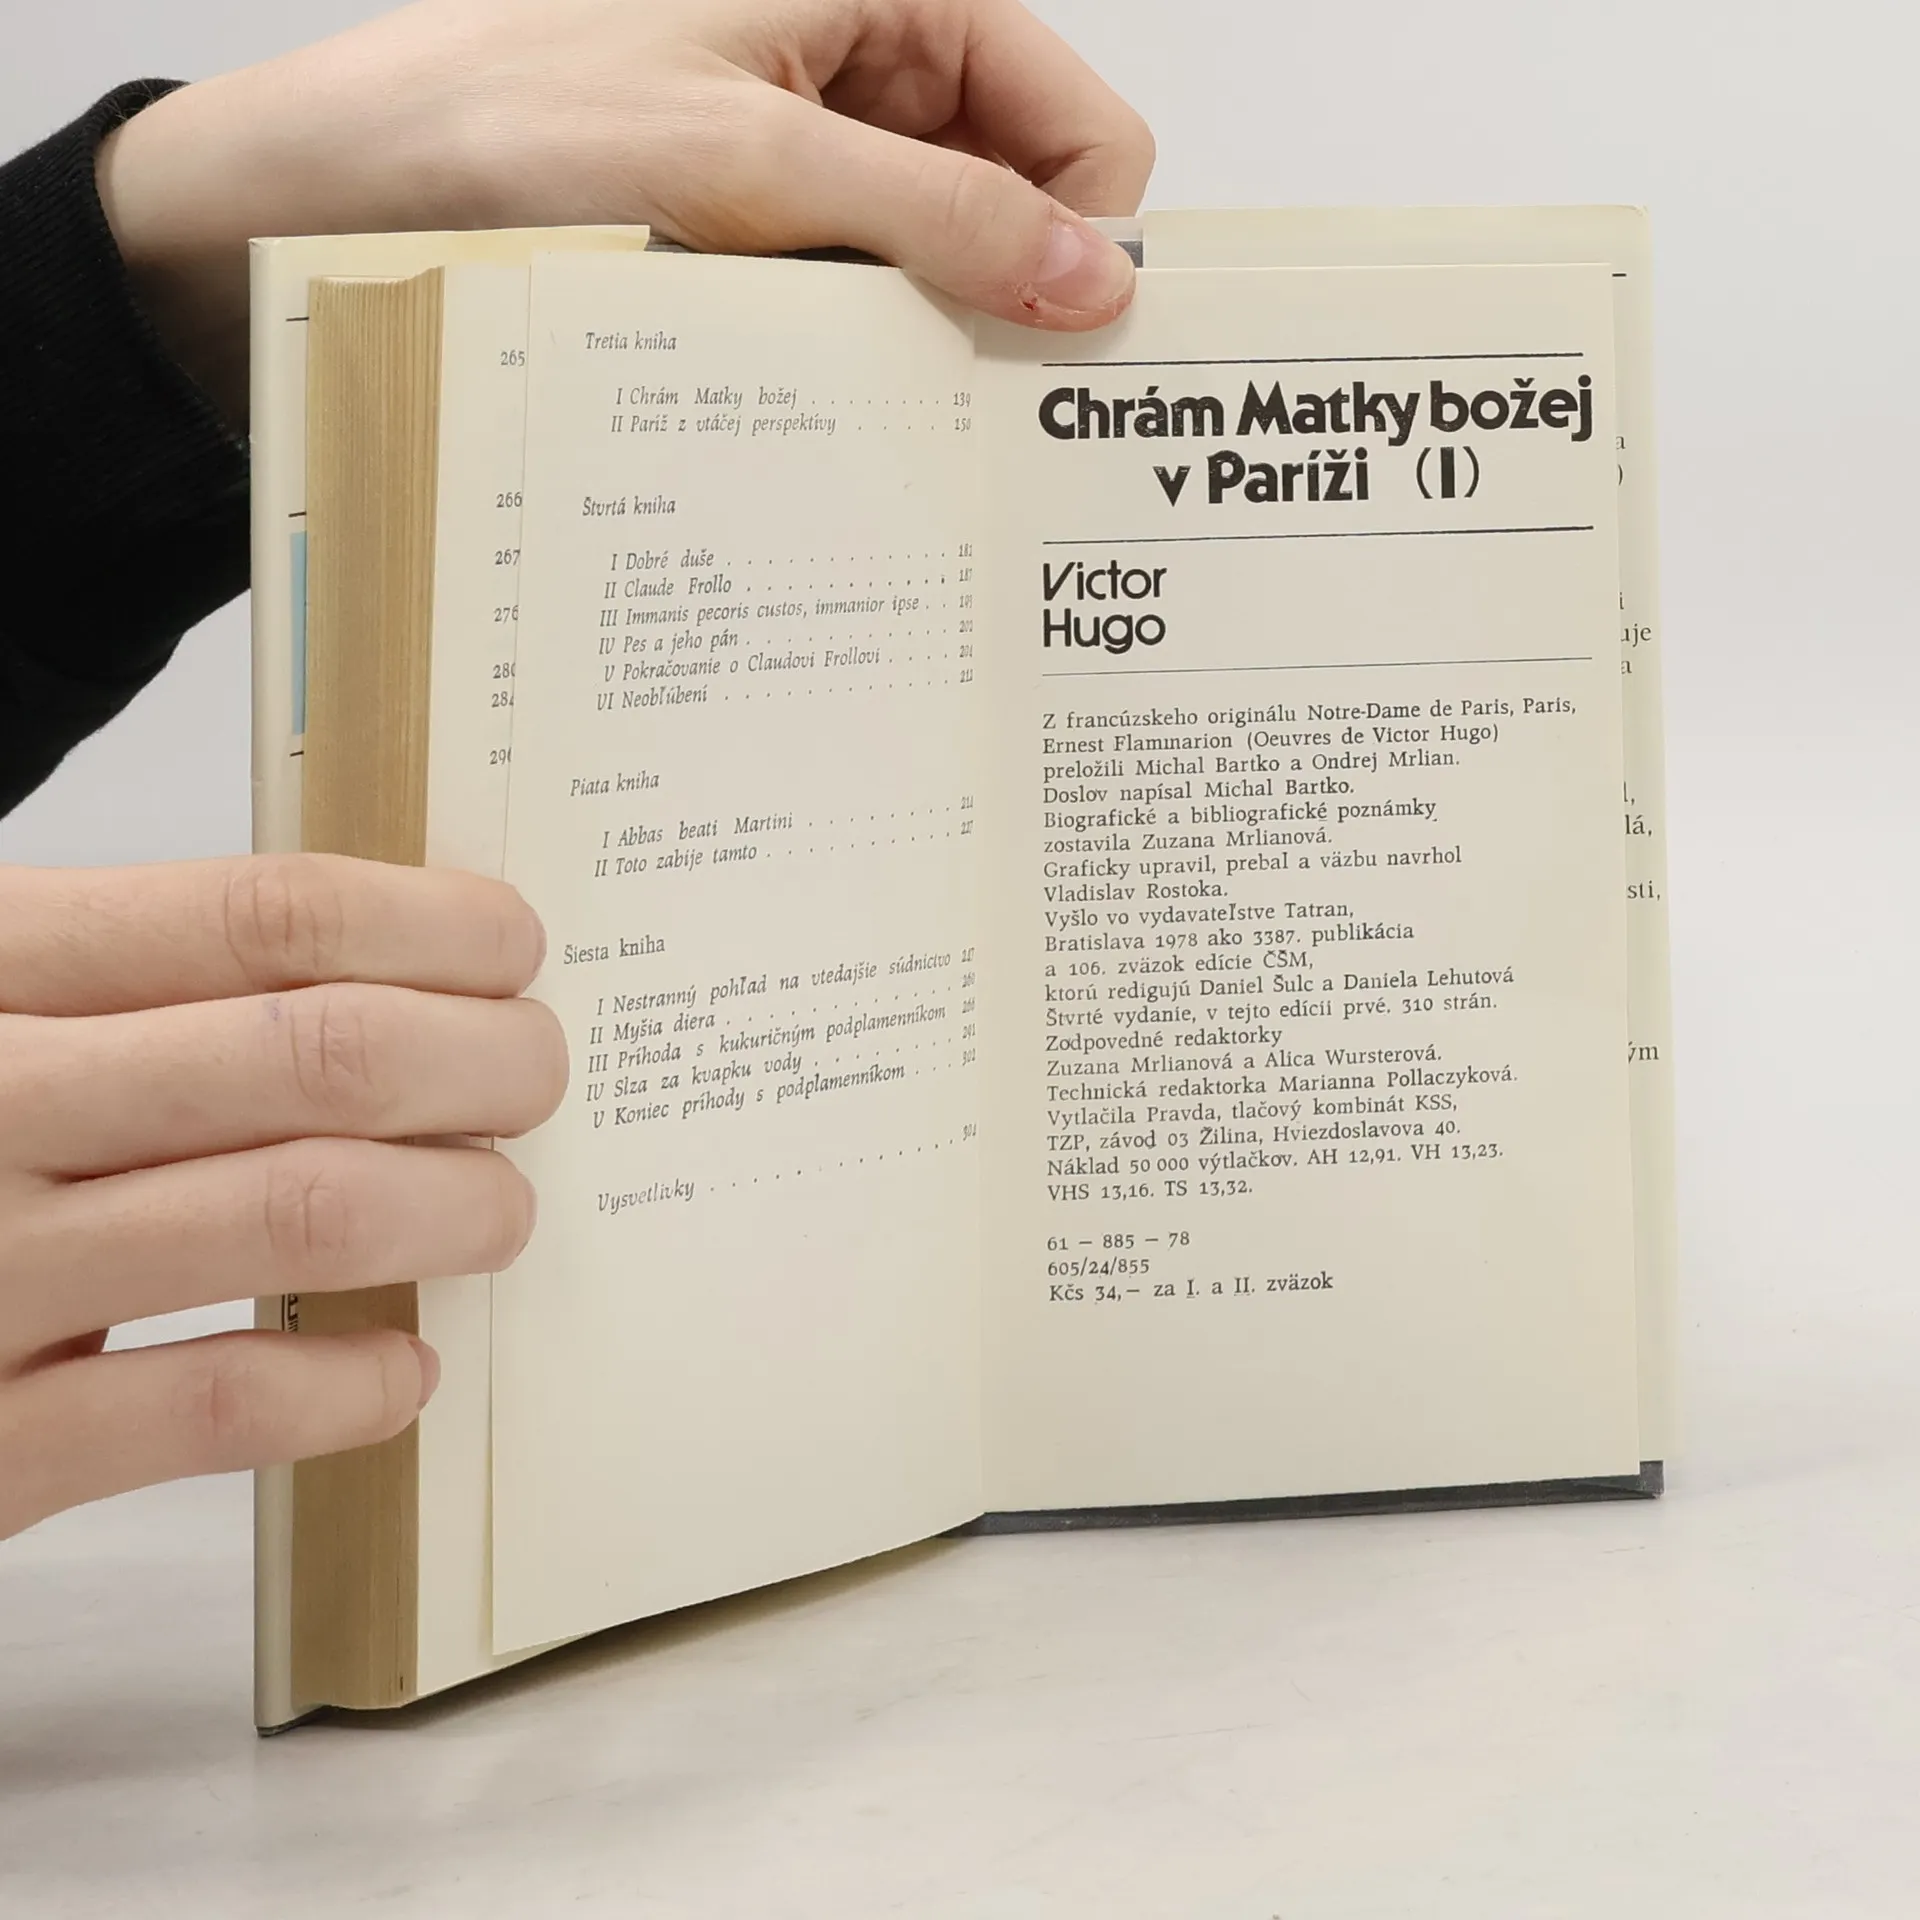 265
266
267
276
Tretia kniha
I Chrám Matky božej . . . . . . . . 139
II Paríž z vtáčej perspektívy . . . . 150
Štvrtá kniha
I Dobré duše . . . . . . . . . . .
II Claude Frollo . . . . . . . . . . .
III Immanis pecoris custos, immanior ipse . .
IV Pes a jeho pán . . . . . . . . . .
V Pokračovanie o Claudovi Frollovi . . . .
VI Neobľúbení . . . . . . . . . . .
Piata kniha
I Abbas beati Martini . . . . . . . .
II Toto zabije tamto . . . . . . . . .
Šiesta kniha
I Nestranný pohľad na vtedajšie súdnictvo
II Myšia diera . . . . . . . . . .
III Príhoda s kukuričným podplamenníkom
IV Slza za kvapku vody . . . . . . .
V Koniec príhody s podplamenníkom . . .
Vysvetlivky . . . . . . . . . . . 304
Chrám Matky božej
v Paríži (I)
Victor
Hugo
Z francúzskeho originálu Notre-Dame de Paris, Paris,
Ernest Flammarion (Oeuvres de Victor Hugo)
preložili Michal Bartko a Ondrej Mrlian.
Doslov napísal Michal Bartko.
Biografické a bibliografické poznámky
zostavila Zuzana Mrlianová.
Graficky upravil, prebal a väzbu navrhol
Vladislav Rostoka.
Vyšlo vo vydavateľstve Tatran,
Bratislava 1978 ako 3387. publikácia
a 106. zväzok edície ČSM,
ktorú redigujú Daniel Šulc a Daniela Lehutová
Štvrté vydanie, v tejto edícii prvé. 310 strán.
Zodpovedné redaktorky
Zuzana Mrlianová a Alica Wursterová.
Technická redaktorka Marianna Pollaczyková.
Vytlačila Pravda, tlačový kombinát KSS,
TZP, závod 03 Žilina, Hviezdoslavova 40.
Náklad 50 000 výtlačkov. AH 12,91. VH 13,23.
VHS 13,16. TS 13,32.
61 – 885 – 78
605/24/855
Kčs 34,– za I. a II. zväzok